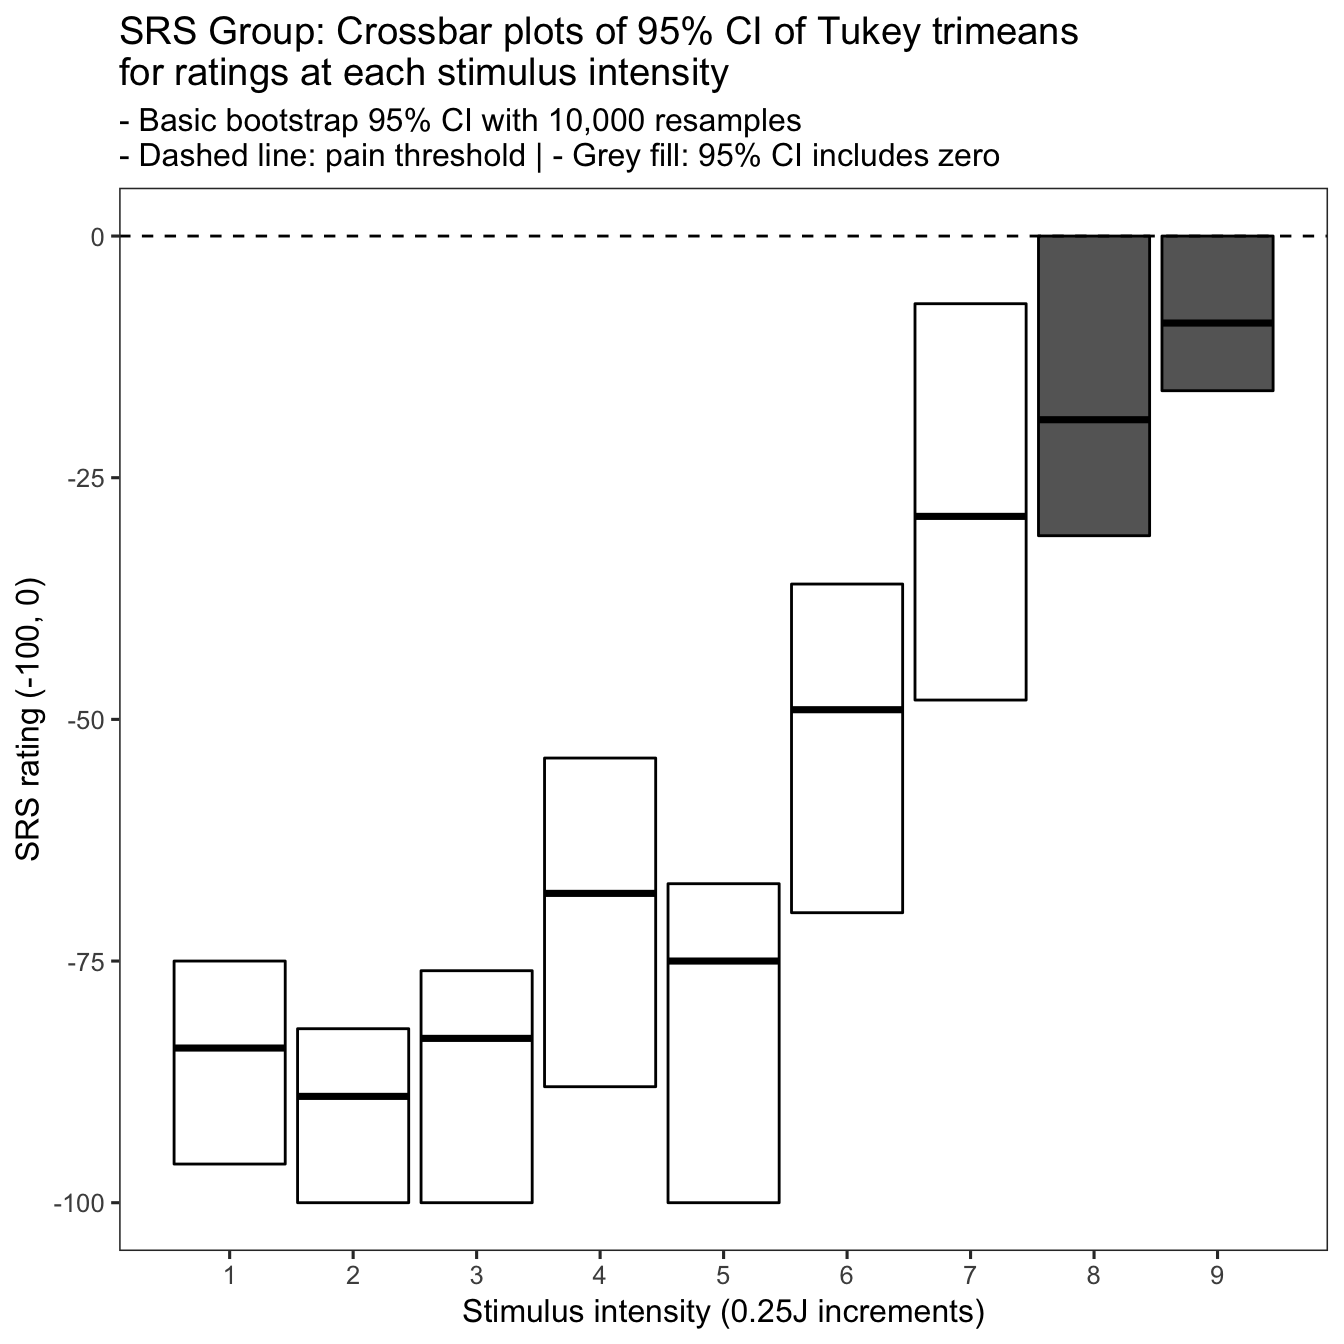 SRS Group: Crossbar plots of 95% CI of Tukey trimeans
for ratings at each stimulus intensity
- Basic bootstrap 95% CI with 10,000 resamples
- Dashed line: pain threshold | - Grey fill: 95% CI includes zero
0
-25
-50
-75
-100
SRS rating (-100, 0)
1 2 3 4 5 6 7 8 9
Stimulus intensity (0.25J increments)